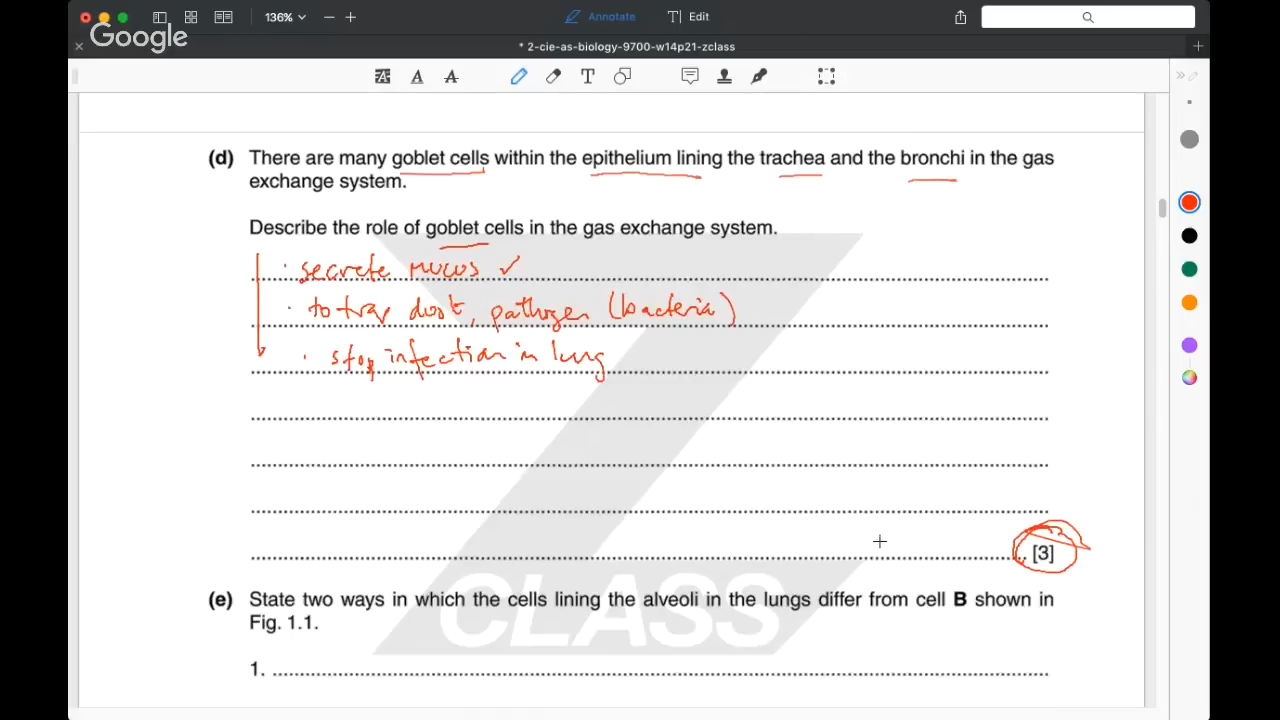 136%
Annotate
T| Edit
Google
* 2-cie-as-biology-9700-w14p21-zclass
(d) There are many goblet cells within the epithelium lining the trachea and the bronchi in the gas
exchange system.
Describe the role of goblet cells in the gas exchange system.
· secrete mucus ✓
· to trap dust, pathogen (bacteria)
· stop infection in lung
[3]
(e) State two ways in which the cells lining the alveoli in the lungs differ from cell B shown in
Fig. 1.1.
CLASS
1.